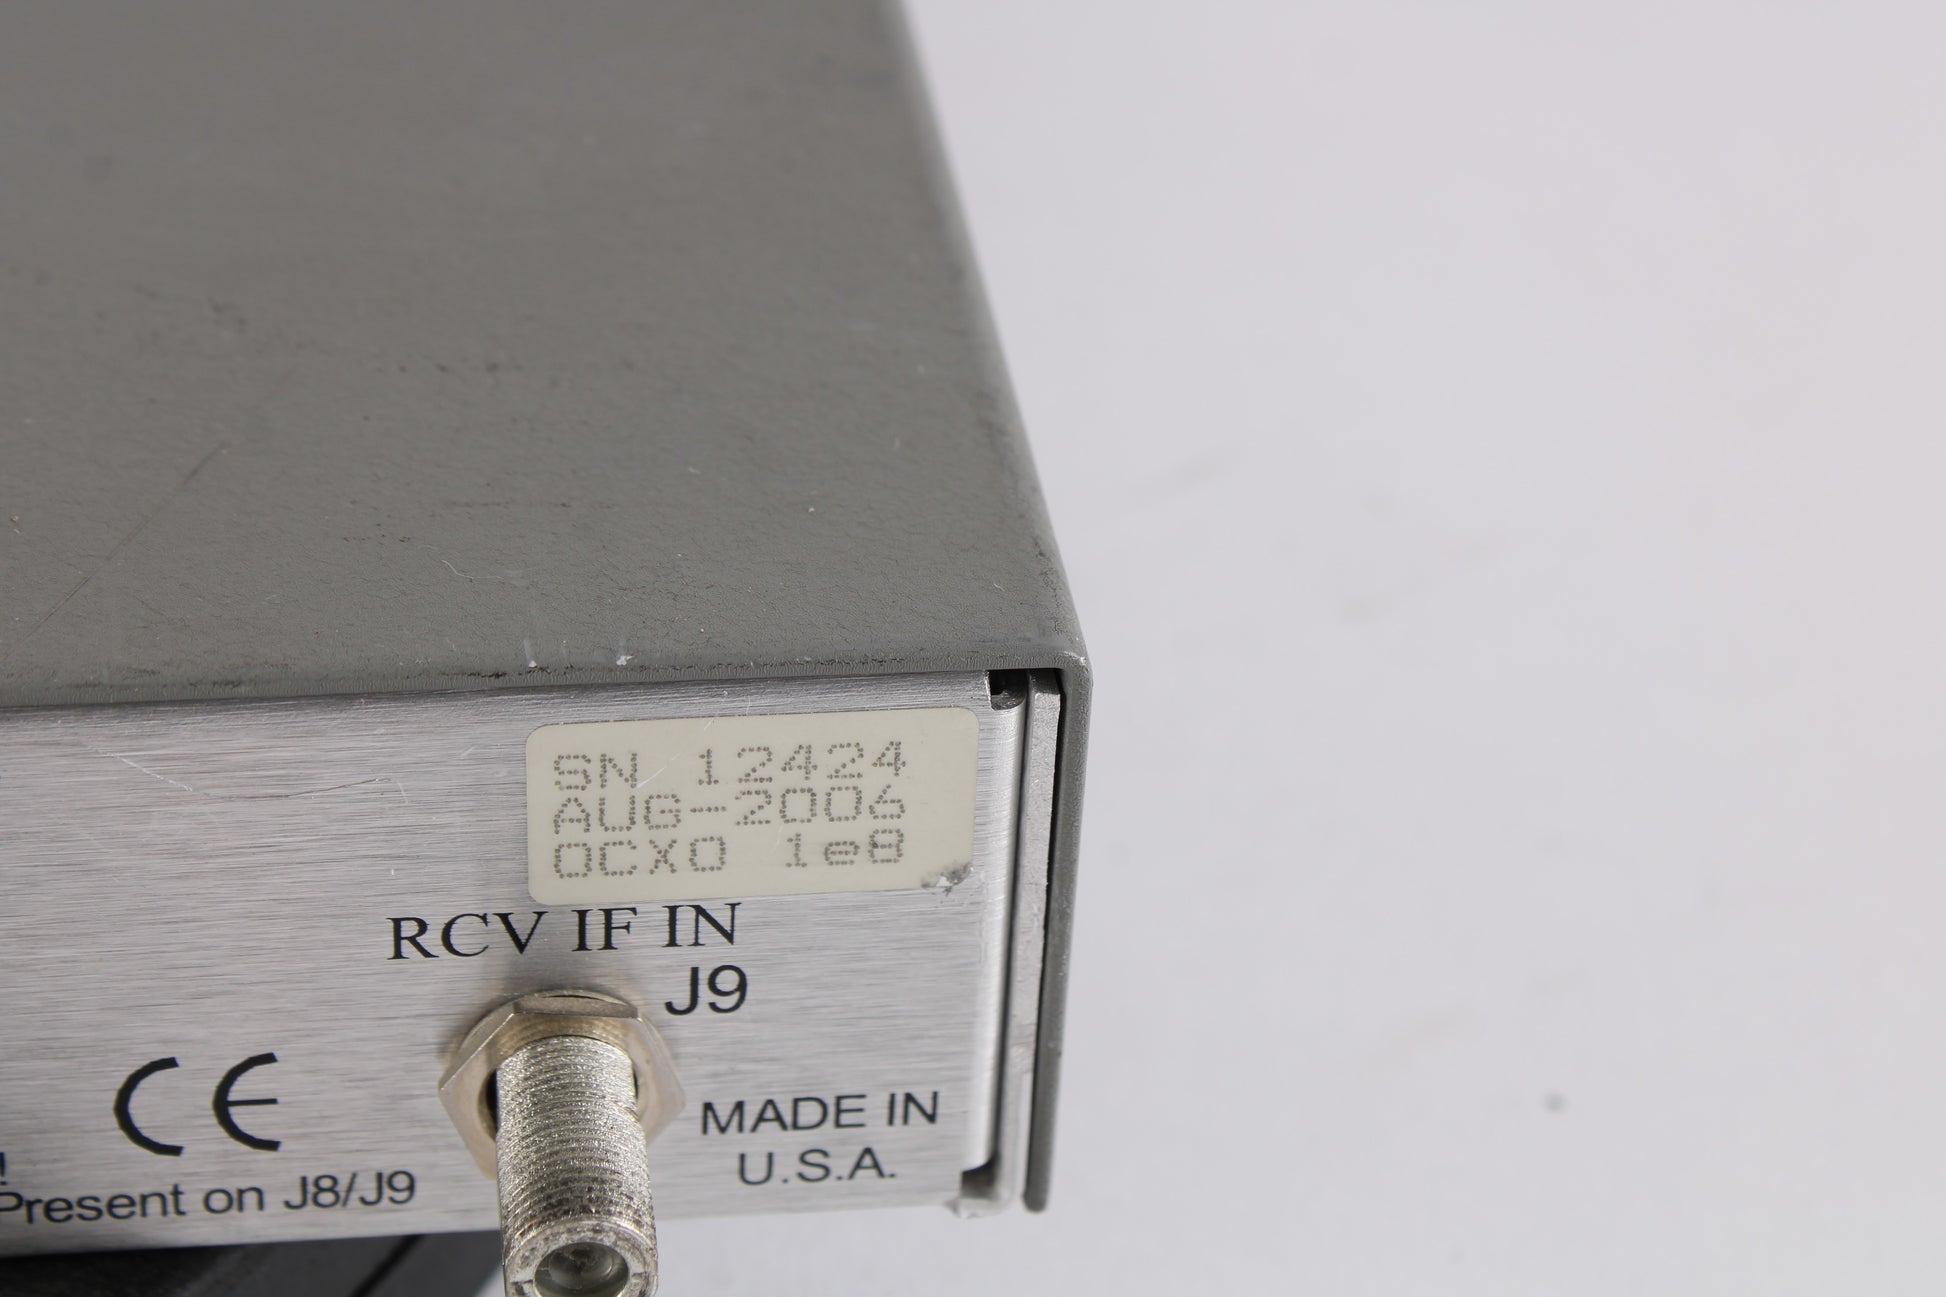 SN 12424
AUG-2006
OCXO 1e8
RCV IF IN
J9
CE
MADE IN
U.S.A.
!
Present on J8/J9